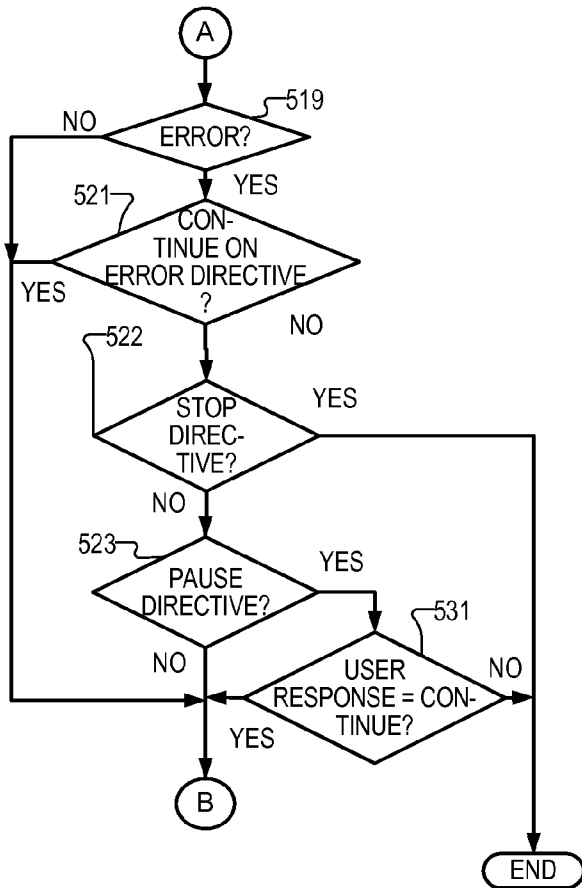 A
519
NO
ERROR?
YES
521
CON-
TINUE ON
ERROR DIRECTIVE
?
YES
NO
522
STOP
DIREC-
TIVE?
YES
NO
523
PAUSE
DIRECTIVE?
YES
531
NO
USER
RESPONSE = CON-
TINUE?
NO
YES
B
END